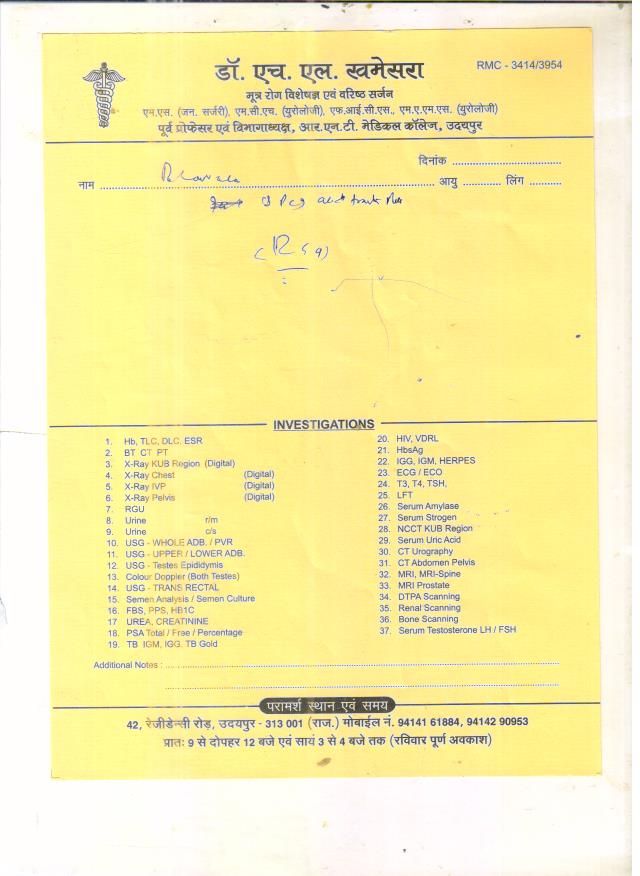 डॉ. एच. एल. खमेसरा
RMC - 3414/3954
मूत्र रोग विशेषज्ञ एवं वरिष्ठ सर्जन
एम.एस. (जन. सर्जरी), एम.सी.एच. (युरोलोजी), एफ.आई.सी.एस., एम.ए.एम.एस. (युरोलोजी)
पूर्व प्रोफेसर एवं विभागाध्यक्ष, आर.एन.टी. मेडिकल कॉलेज, उदयपुर
दिनांक
नाम आयु लिंग
INVESTIGATIONS
1. Hb, TLC, DLC, ESR
2. BT CT PT
3. X-Ray KUB Region (Digital)
4. X-Ray Chest (Digital)
5. X-Ray IVP (Digital)
6. X-Ray Pelvis (Digital)
7. RGU
8. Urine r/m
9. Urine c/s
10. USG - WHOLE ADB. / PVR
11. USG - UPPER / LOWER ADB.
12. USG - Testes Epididymis
13. Colour Doppler (Both Testes)
14. USG - TRANS RECTAL
15. Semen Analysis / Semen Culture
16. FBS, PPS, HB1C
17 UREA, CREATININE
18. PSA Total / Free / Percentage
19. TB IGM, IGG, TB Gold
20. HIV, VDRL
21. HbsAg
22. IGG, IGM, HERPES
23. ECG / ECO
24. T3, T4, TSH,
25. LFT
26. Serum Amylase
27. Serum Strogen
28. NCCT KUB Region
29. Serum Uric Acid
30. CT Urography
31. CT Abdomen Pelvis
32. MRI, MRI-Spine
33. MRI Prostate
34. DTPA Scanning
35. Renal Scanning
36. Bone Scanning
37. Serum Testosterone LH / FSH
Additional Notes :
परामर्श स्थान एवं समय
42, रेजीडेन्सी रोड़, उदयपुर - 313 001 (राज.) मोबाईल नं. 94141 61884, 94142 90953
प्रातः 9 से दोपहर 12 बजे एवं सायं 3 से 4 बजे तक (रविवार पूर्ण अवकाश)